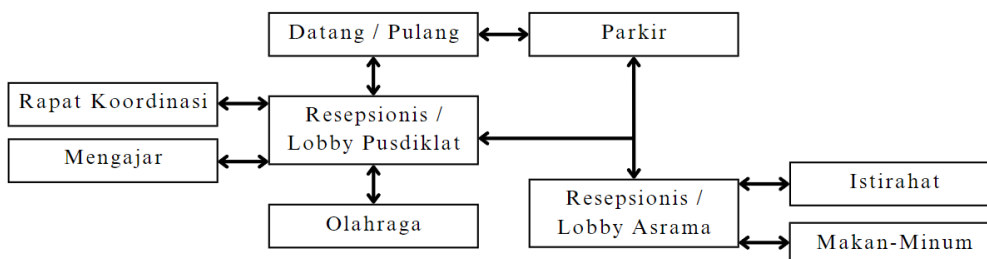 Datang / Pulang
Parkir
Rapat Koordinasi
Resepsionis /
Lobby Pusdiklat
Mengajar
Olahraga
Resepsionis /
Lobby Asrama
Istirahat
Makan-Minum